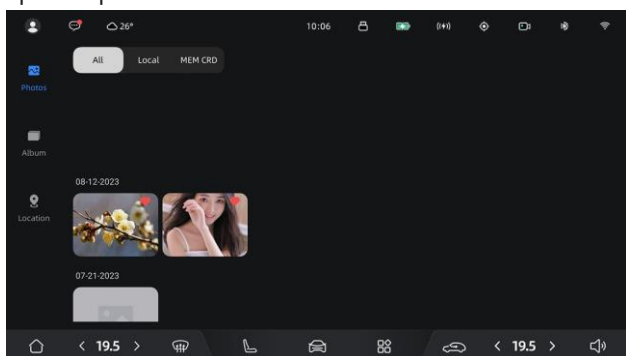 26°
10:06
All Local MEM CRD
Photos
Album
08-12-2023
Location
07-21-2023
< 19.5 >
< 19.5 >